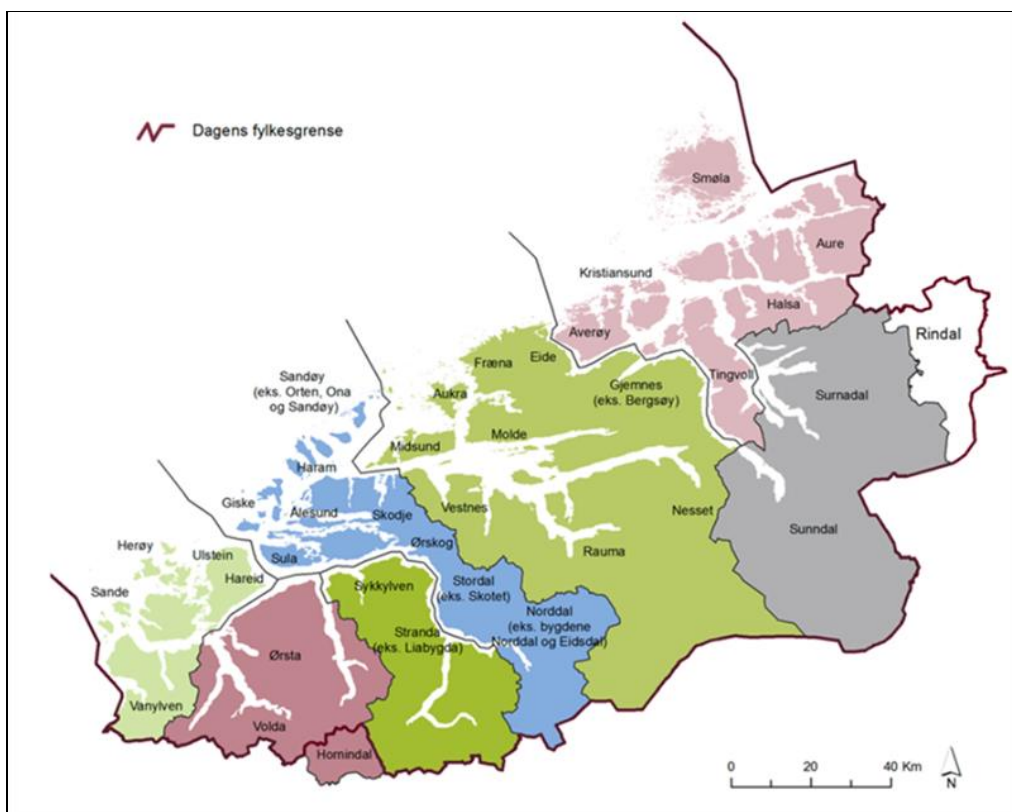 Dagens fylkesgrense
Smøla
Aure
Kristiansund
Halsa
Averøy
Rindal
Eide
Fræna
Tingvoll
Gjemnes
(eks. Bergsøy)
Sandøy
(eks. Orten, Ona
og Sandøy)
Aukra
Surnadal
Molde
Midsund
Haram
Giske
Ålesund
Skodje
Vestnes
Nesset
Sunndal
Ørskog
Rauma
Herøy
Ulstein
Sula
Hareid
Sande
Sykkylven
Stordal
(eks. Skotet)
Norddal
(eks. bygdene
Norddal og Eidsdal)
Stranda
(eks. Liabygda)
Ørsta
Vanylven
Volda
Hornindal
0 20 40 Km
N